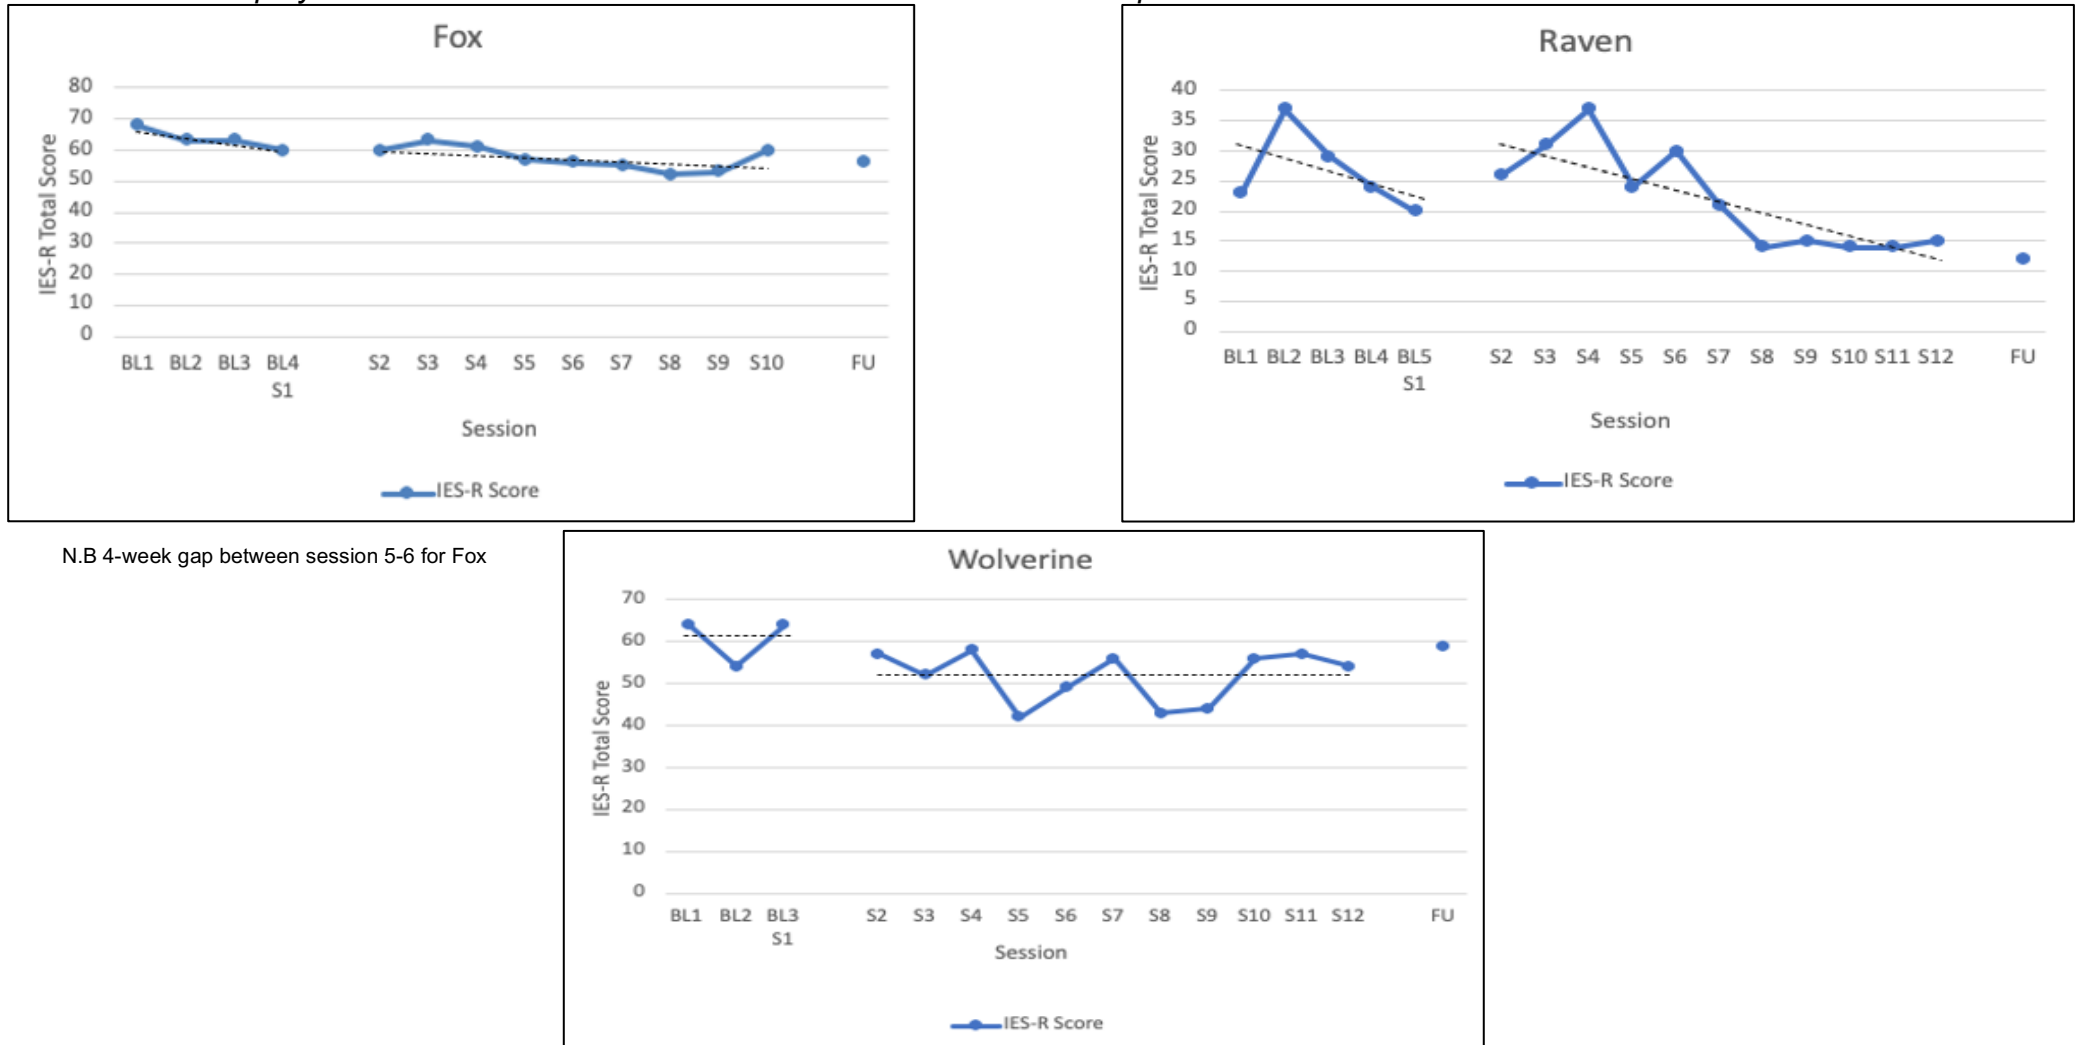 Fox
80
70
60
50
40
30
20
10
0
IES-R Total Score
BL1 BL2 BL3 BL4 S2 S3 S4 S5 S6 S7 S8 S9 S10 FU
S1
Session
IES-R Score
Raven
40
35
30
25
20
15
10
5
0
IES-R Total Score
BL1 BL2 BL3 BL4 BL5 S2 S3 S4 S5 S6 S7 S8 S9 S10 S11 S12 FU
S1
Session
IES-R Score
N.B 4-week gap between session 5-6 for Fox
Wolverine
70
60
50
40
30
20
10
0
IES-R Total Score
BL1 BL2 BL3 S2 S3 S4 S5 S6 S7 S8 S9 S10 S11 S12 FU
S1
Session
IES-R Score